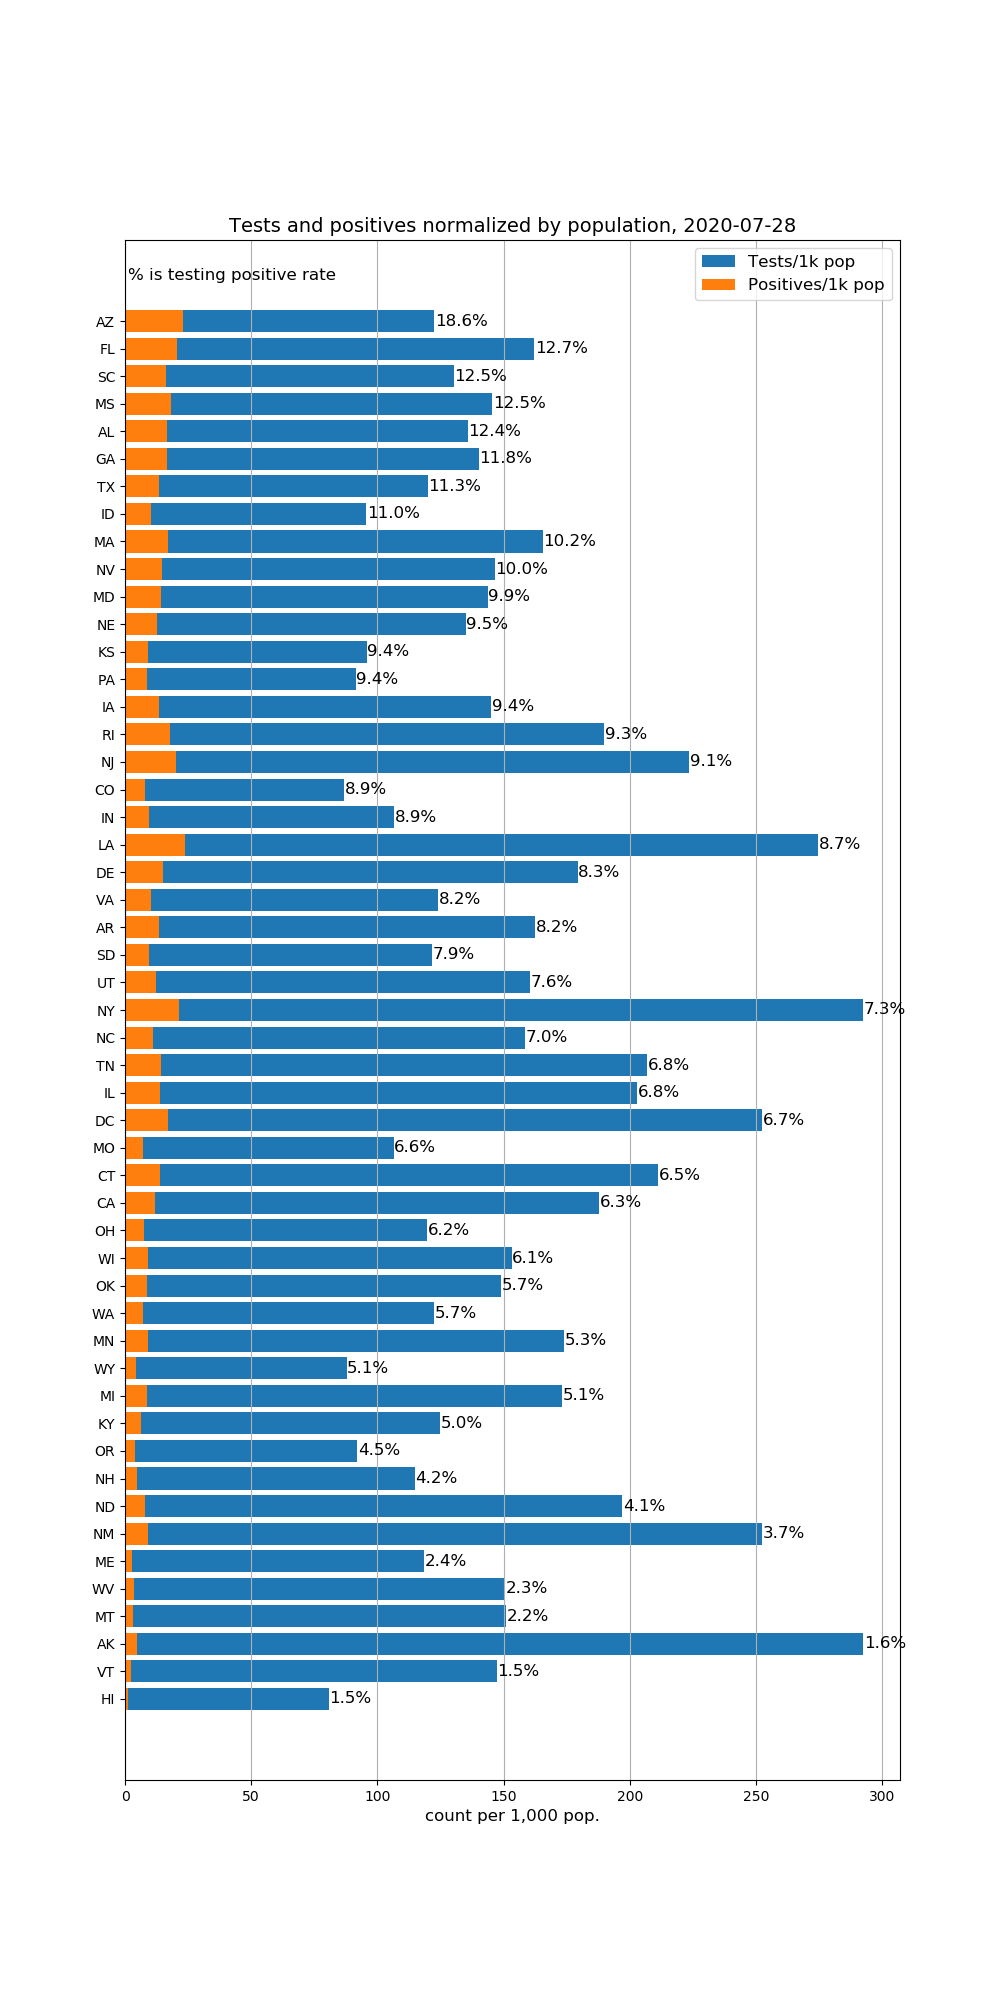 Tests and positives normalized by population, 2020-07-28
% is testing positive rate
Tests/1k pop
Positives/1k pop
AZ 18.6%
FL 12.7%
SC 12.5%
MS 12.5%
AL 12.4%
GA 11.8%
TX 11.3%
ID 11.0%
MA 10.2%
NV 10.0%
MD 9.9%
NE 9.5%
KS 9.4%
PA 9.4%
IA 9.4%
RI 9.3%
NJ 9.1%
CO 8.9%
IN 8.9%
LA 8.7%
DE 8.3%
VA 8.2%
AR 8.2%
SD 7.9%
UT 7.6%
NY 7.3%
NC 7.0%
TN 6.8%
IL 6.8%
DC 6.7%
MO 6.6%
CT 6.5%
CA 6.3%
OH 6.2%
WI 6.1%
OK 5.7%
WA 5.7%
MN 5.3%
WY 5.1%
MI 5.1%
KY 5.0%
OR 4.5%
NH 4.2%
ND 4.1%
NM 3.7%
ME 2.4%
WV 2.3%
MT 2.2%
AK 1.6%
VT 1.5%
HI 1.5%
0 50 100 150 200 250 300
count per 1,000 pop.